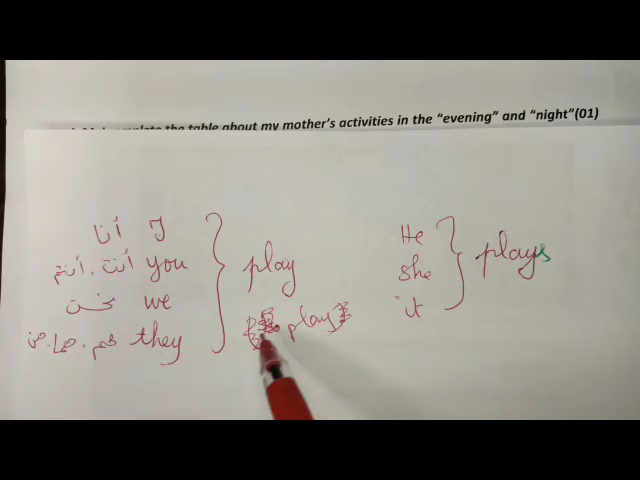 complete the table about my mother's activities in the "evening" and "night"(01)
أنا I
أنت . أنتم you
نحن we
هم . هما . هن they
play
play
He
she
it
plays